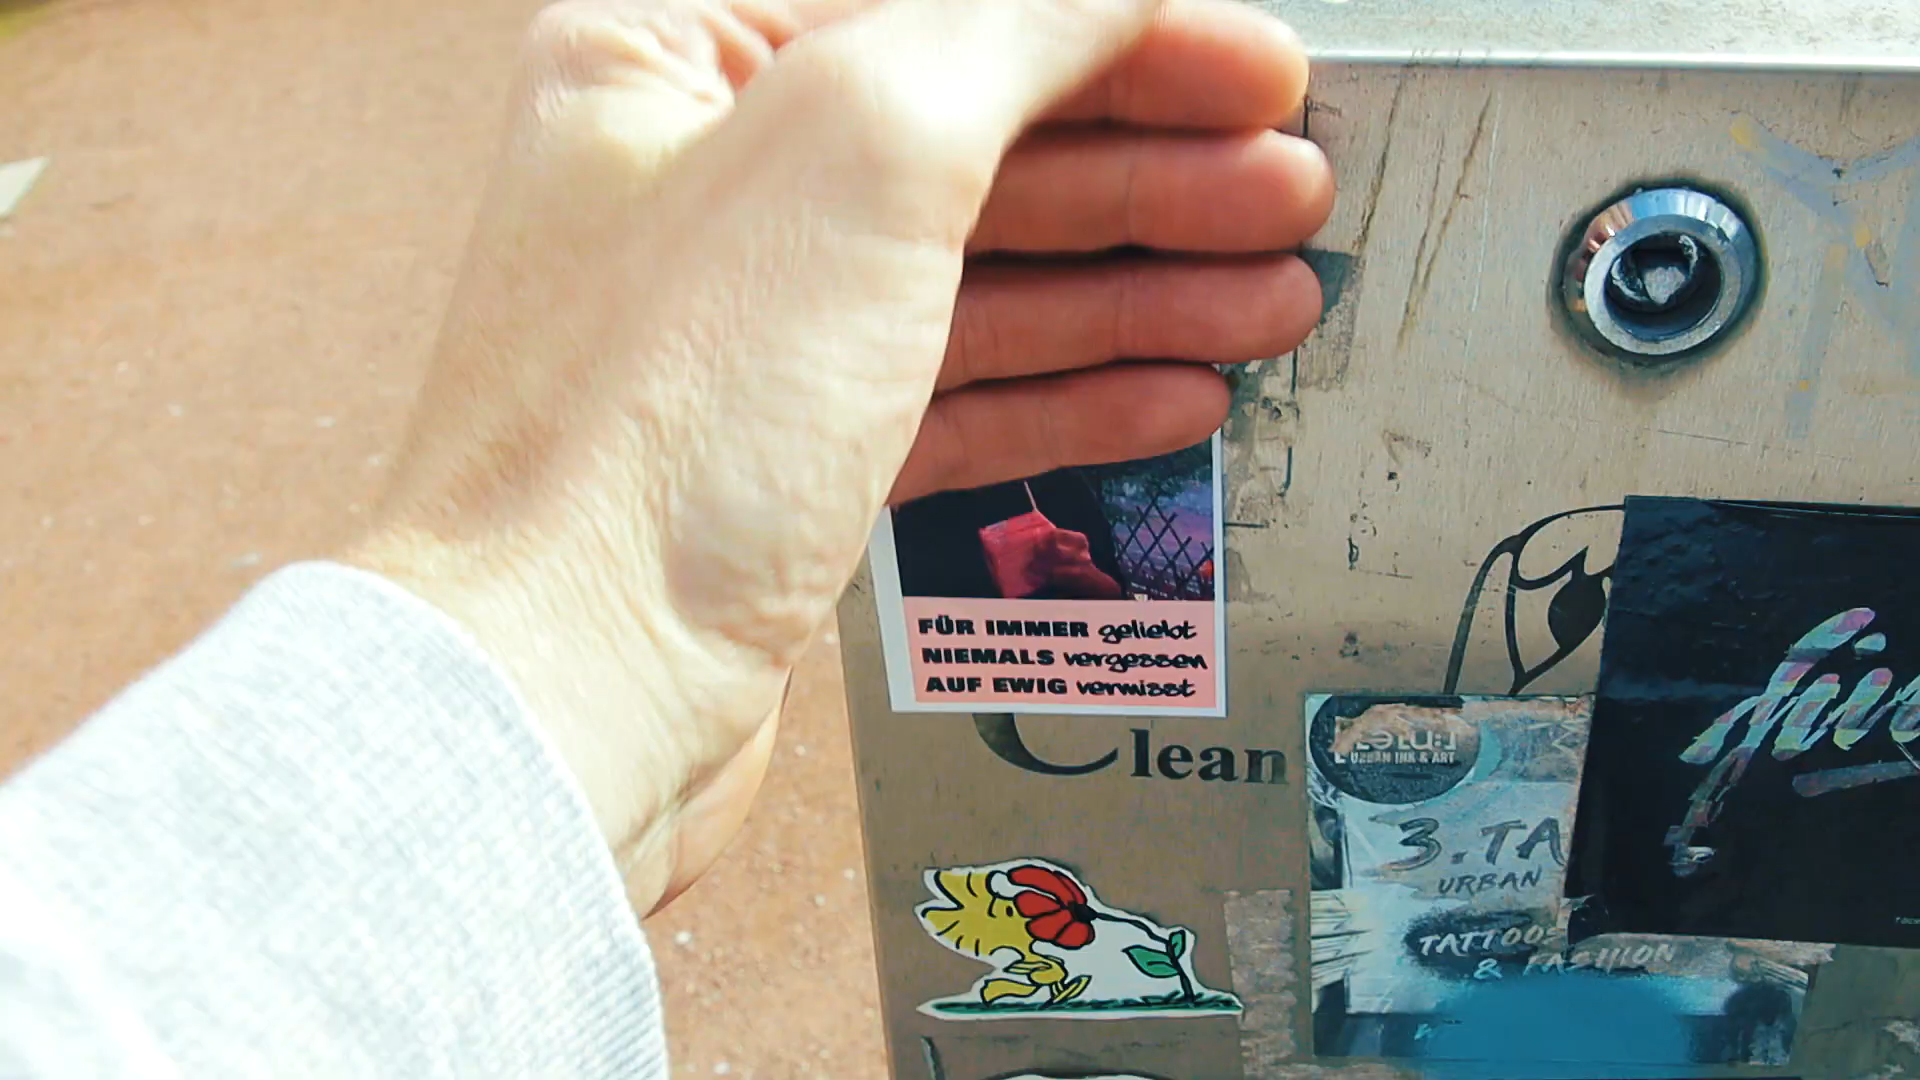 FÜR IMMER geliebt
NIEMALS vergessen
AUF EWIG vermisst
Clean
URBAN INK & ART
3. TA
URBAN
TATTOOS
& FASHION